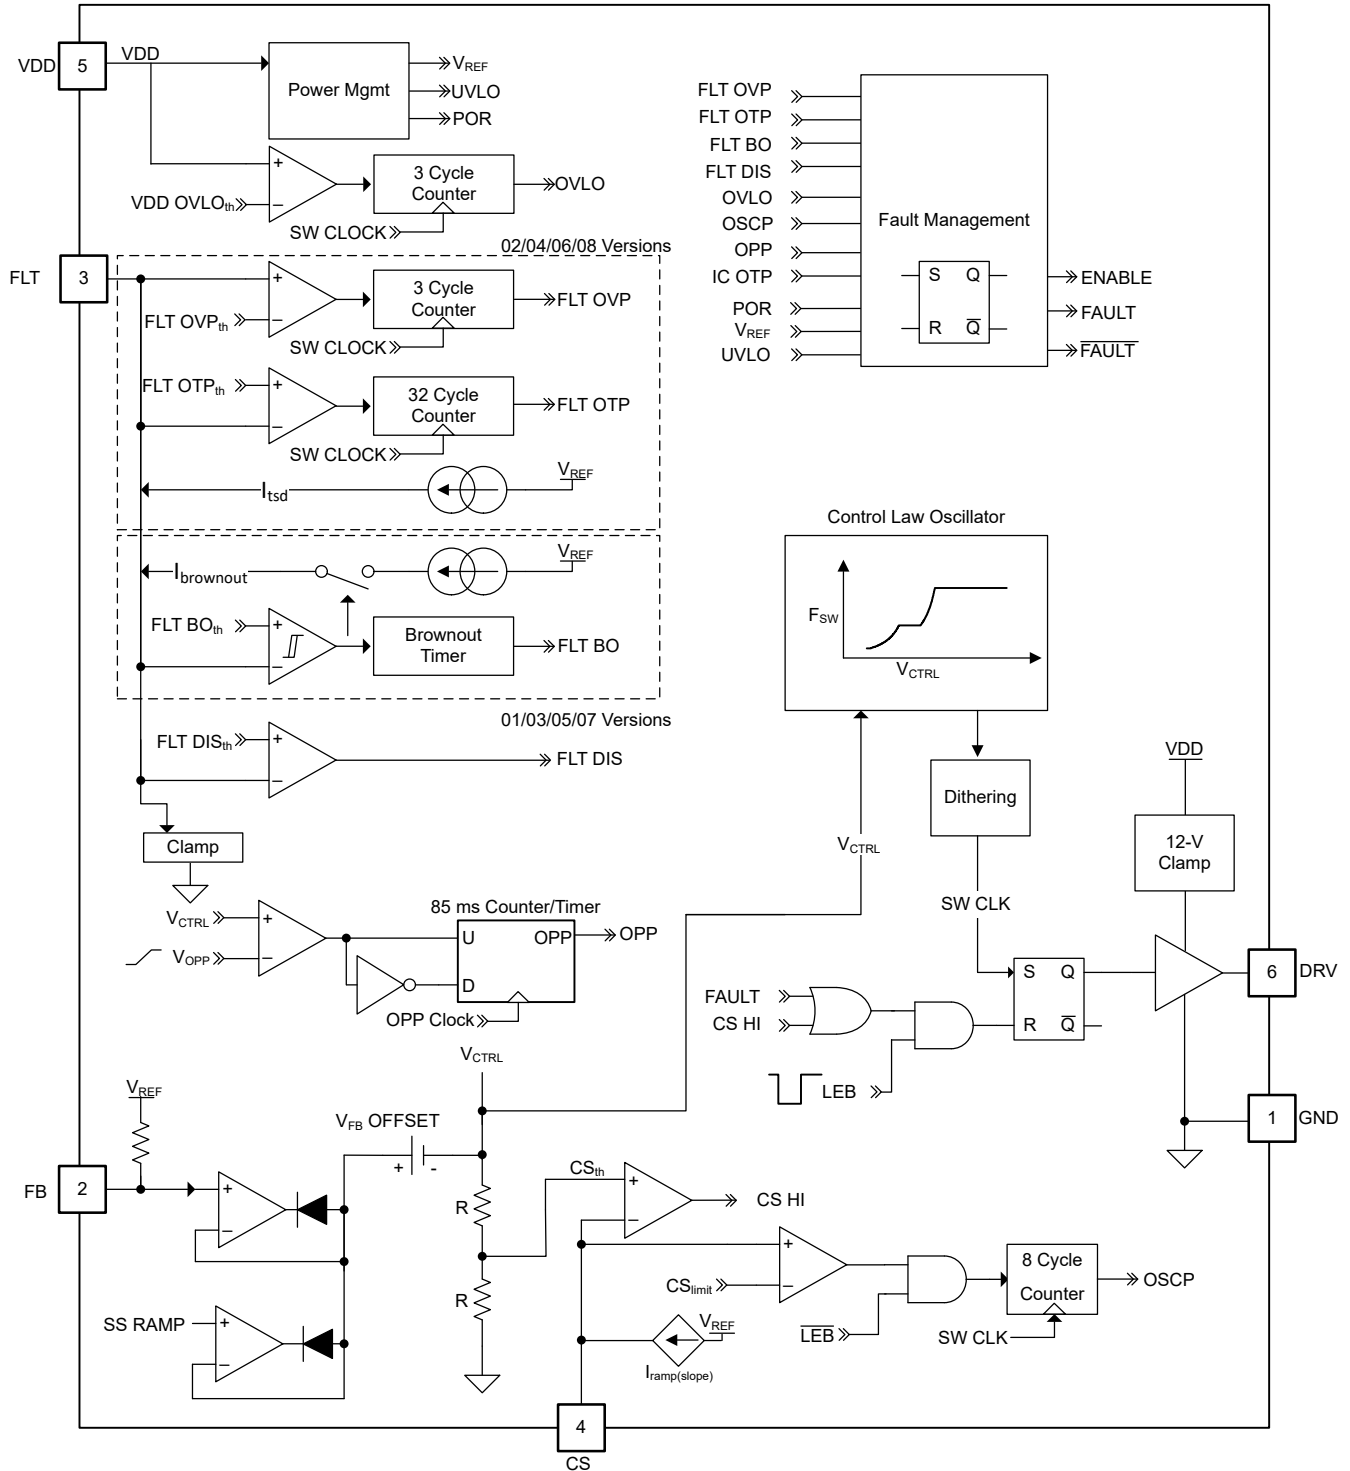 VDD
5
VDD
Power Mgmt
VREF
UVLO
POR
+
−
VDD OVLOth
3 Cycle
Counter
OVLO
SW CLOCK
02/04/06/08 Versions
FLT
3
+
−
FLT OVPth
3 Cycle
Counter
FLT OVP
SW CLOCK
FLT OTPth
+
−
32 Cycle
Counter
FLT OTP
SW CLOCK
Itsd
VREF
Ibrownout
VREF
FLT BOth
+
−
Brownout
Timer
FLT BO
01/03/05/07 Versions
FLT DISth
+
−
FLT DIS
Clamp
FLT OVP
FLT OTP
FLT BO
FLT DIS
OVLO
OSCP
OPP
IC OTP
POR
VREF
UVLO
Fault Management
S Q
R Q̅
ENABLE
FAULT
F̅A̅U̅L̅T̅
Control Law Oscillator
FSW
VCTRL
Dithering
VCTRL
SW CLK
VDD
12-V
Clamp
VCTRL
+
VOPP
−
85 ms Counter/Timer
U
OPP
D
OPP
OPP Clock
FAULT
CS HI
LEB
S Q
R Q̅
6
DRV
1
GND
VREF
VCTRL
VFB OFFSET
+ -
FB
2
+
−
SS RAMP
+
−
R
R
CSth
+
−
CS HI
+
−
CSlimit
L̅E̅B̅
8 Cycle
Counter
OSCP
SW CLK
VREF
Iramp(slope)
4
CS